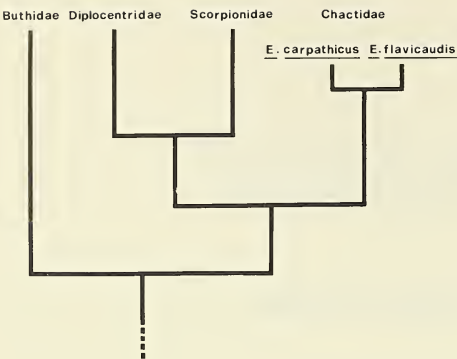 Buthidae Diplocentridae Scorpionidae Chactidae
E. carpathicus E. flavicaudis